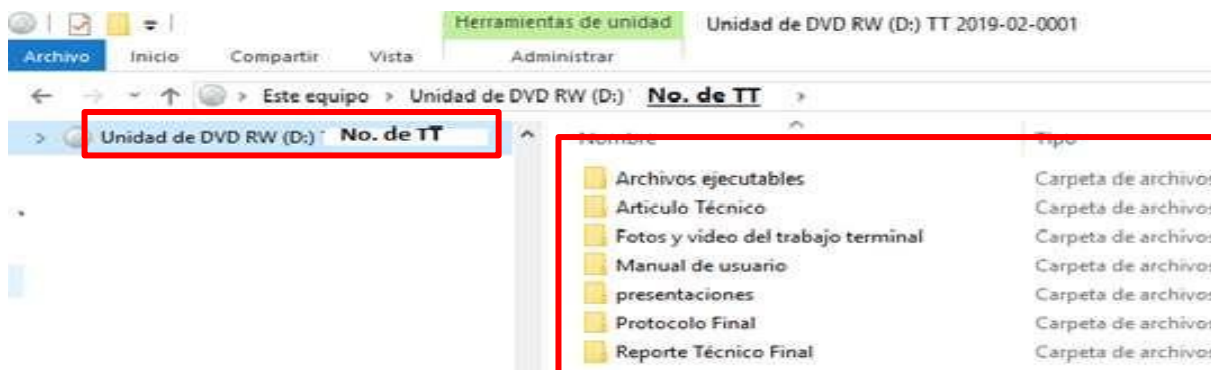 Herramientas de unidad Unidad de DVD RW (D:) TT 2019-02-0001
Archivo Inicio Compartir Vista Administrar
Este equipo > Unidad de DVD RW (D:) No. de TT >
> Unidad de DVD RW (D:) No. de TT
Nombre Tipo
Archivos ejecutables Carpeta de archivos
Articulo Técnico Carpeta de archivos
Fotos y video del trabajo terminal Carpeta de archivos
Manual de usuario Carpeta de archivos
presentaciones Carpeta de archivos
Protocolo Final Carpeta de archivos
Reporte Técnico Final Carpeta de archivos